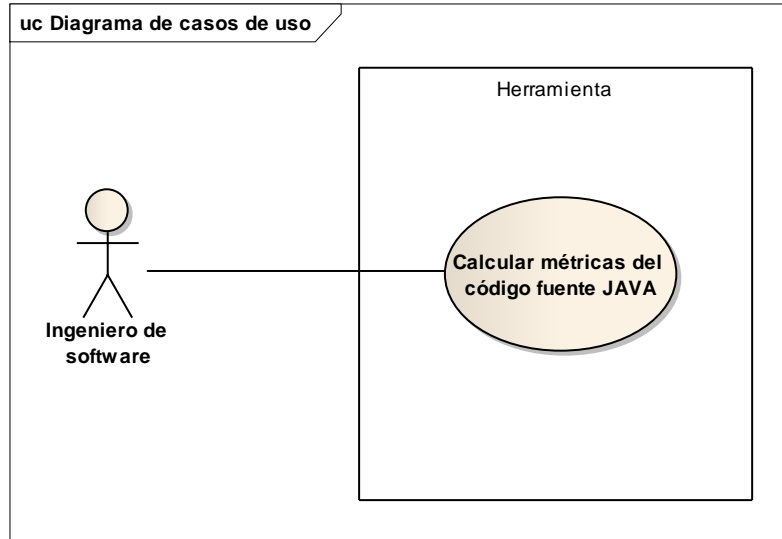 uc Diagrama de casos de uso
Herramienta
Calcular métricas del
código fuente JAVA
Ingeniero de
software